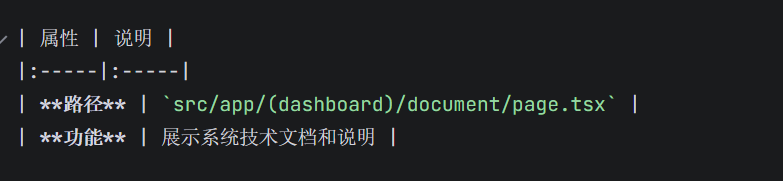 | 属性 | 说明 |
|:-----|:-----|
| **路径** | `src/app/(dashboard)/document/page.tsx` |
| **功能** | 展示系统技术文档和说明 |